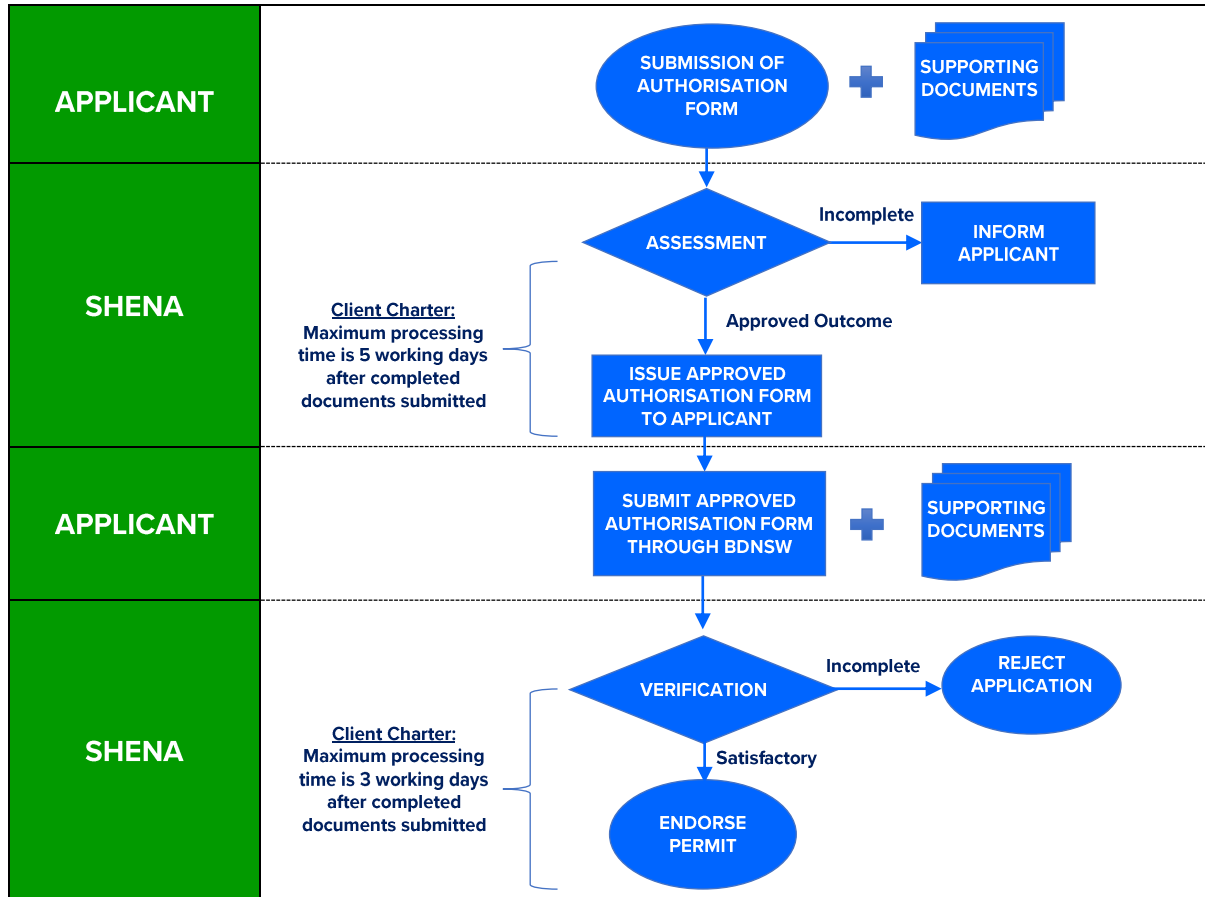 APPLICANT
SUBMISSION OF
AUTHORISATION
FORM
SUPPORTING
DOCUMENTS
SHENA
ASSESSMENT
Incomplete
INFORM
APPLICANT
Client Charter:
Maximum processing
time is 5 working days
after completed
documents submitted
Approved Outcome
ISSUE APPROVED
AUTHORISATION FORM
TO APPLICANT
APPLICANT
SUBMIT APPROVED
AUTHORISATION FORM
THROUGH BDNSW
SUPPORTING
DOCUMENTS
SHENA
VERIFICATION
Incomplete
REJECT
APPLICATION
Client Charter:
Maximum processing
time is 3 working days
after completed
documents submitted
Satisfactory
ENDORSE
PERMIT